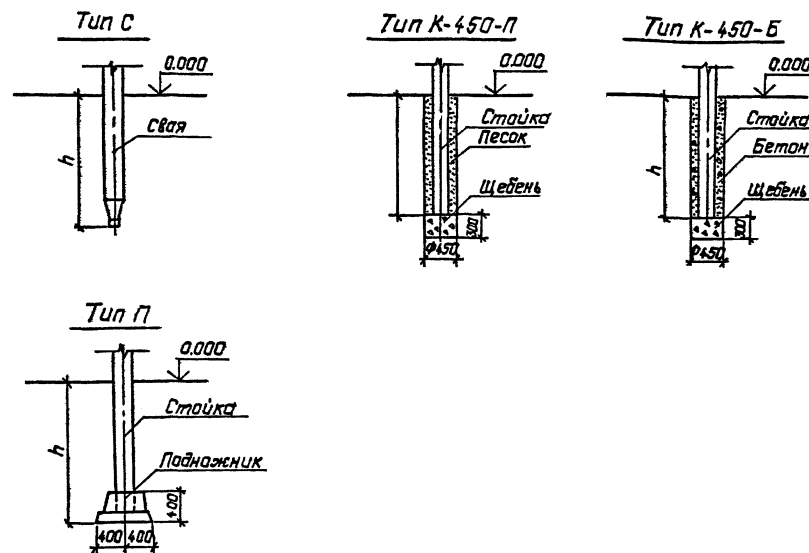 Тип С
0.000
Свая
h
Тип К-450-П
0.000
Стойка
Песок
Щебень
300
Ф450
Тип К-450-Б
0.000
h
Стойка
Бетон
Щебень
300
Ф450
Тип П
0.000
h
Стойка
Подножник
400
400 400